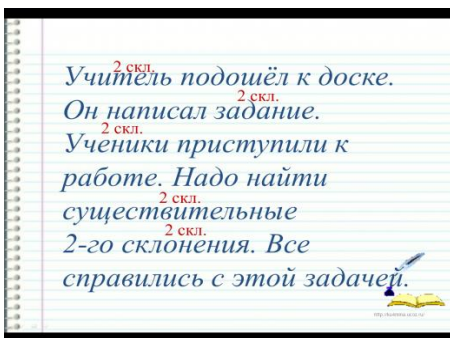 2 скл.
Учитель подошёл к доске.
2 скл.
Он написал задание.
2 скл.
Ученики приступили к
работе. Надо найти
2 скл.
существительные
2 скл.
2-го склонения. Все
справились с этой задачей.